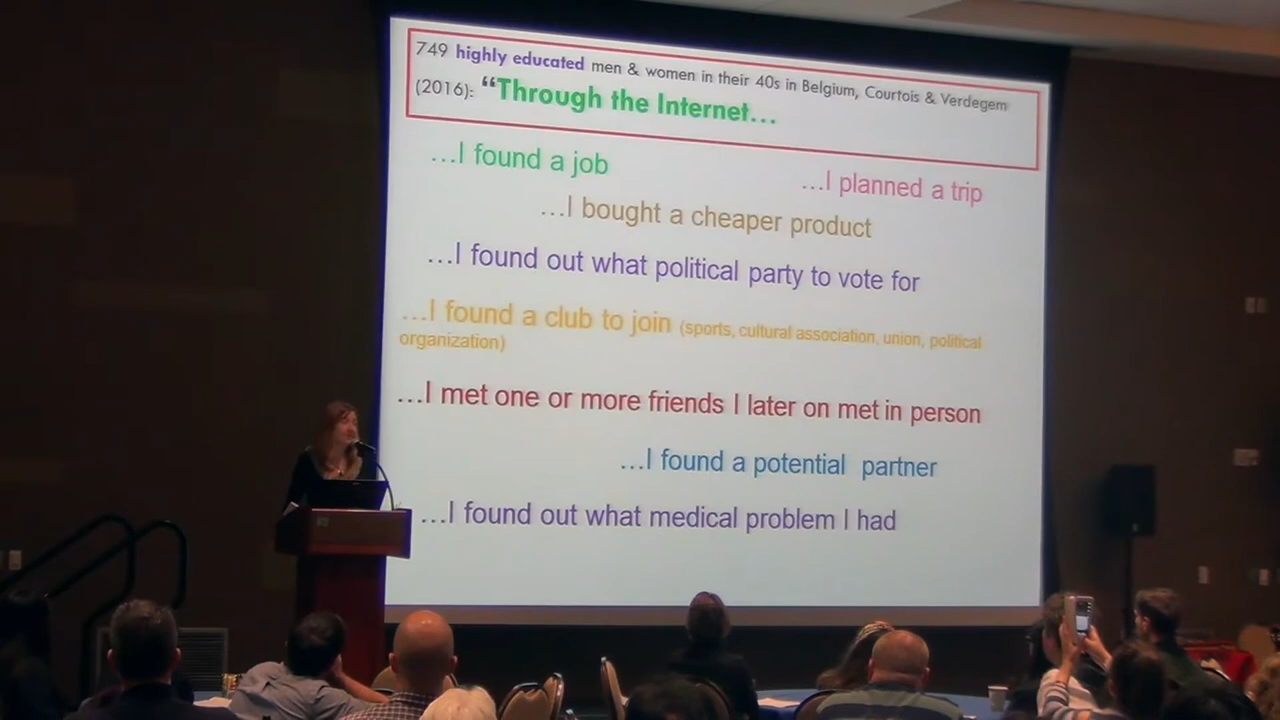 749 highly educated men & women in their 40s in Belgium, Courtois & Verdegem
(2016): “Through the Internet...
...I found a job
...I planned a trip
...I bought a cheaper product
...I found out what political party to vote for
...I found a club to join (sports, cultural association, union, political
organization)
...I met one or more friends I later on met in person
...I found a potential partner
...I found out what medical problem I had